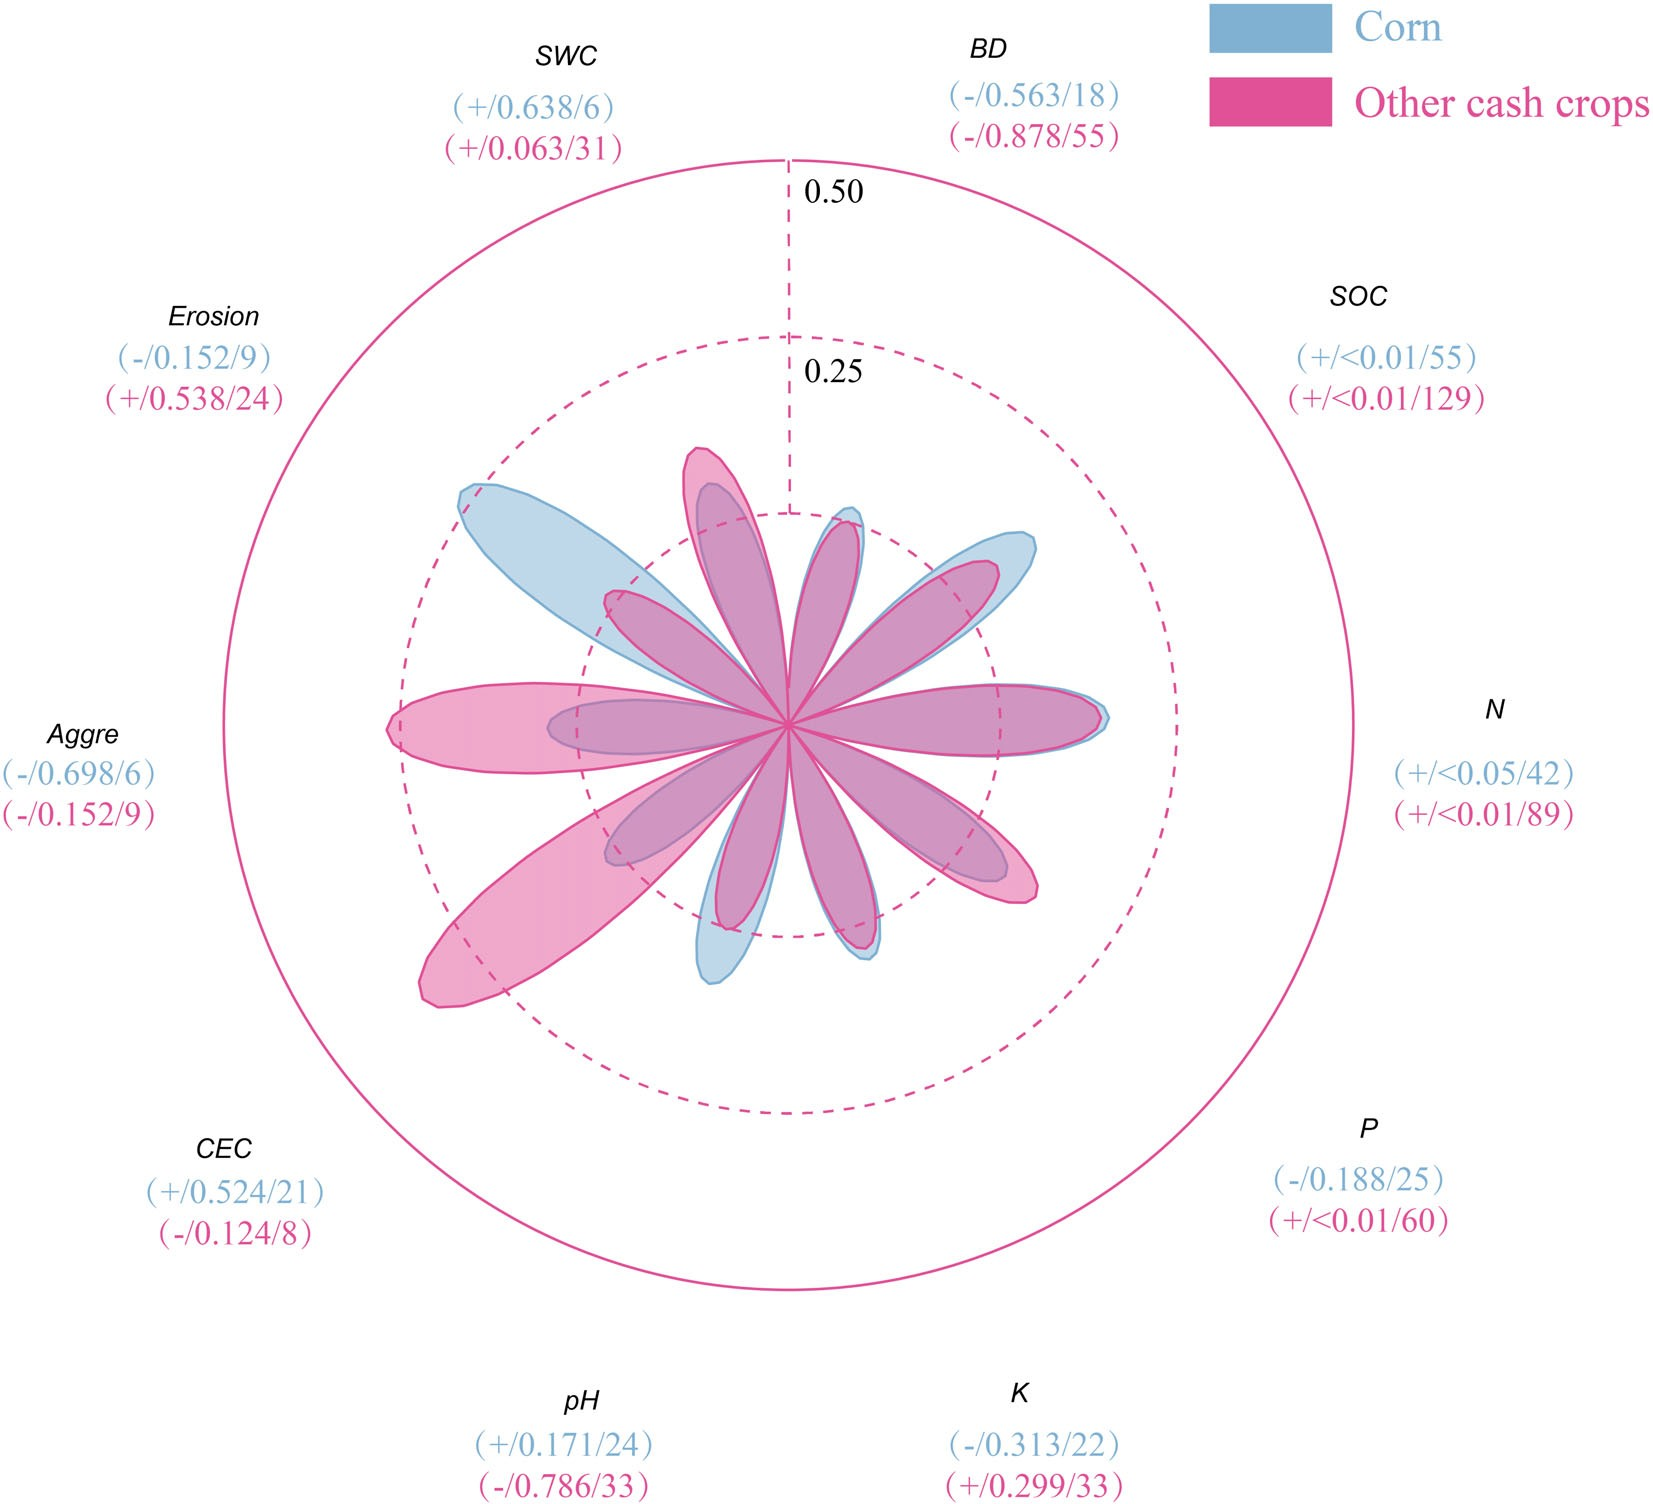 Corn
Other cash crops
SWC
(+/0.638/6)
(+/0.063/31)
BD
(-/0.563/18)
(-/0.878/55)
0.50
0.25
Erosion
(-/0.152/9)
(+/0.538/24)
SOC
(+/<0.01/55)
(+/<0.01/129)
Aggre
(-/0.698/6)
(-/0.152/9)
N
(+/<0.05/42)
(+/<0.01/89)
CEC
(+/0.524/21)
(-/0.124/8)
P
(-/0.188/25)
(+/<0.01/60)
pH
(+/0.171/24)
(-/0.786/33)
K
(-/0.313/22)
(+/0.299/33)